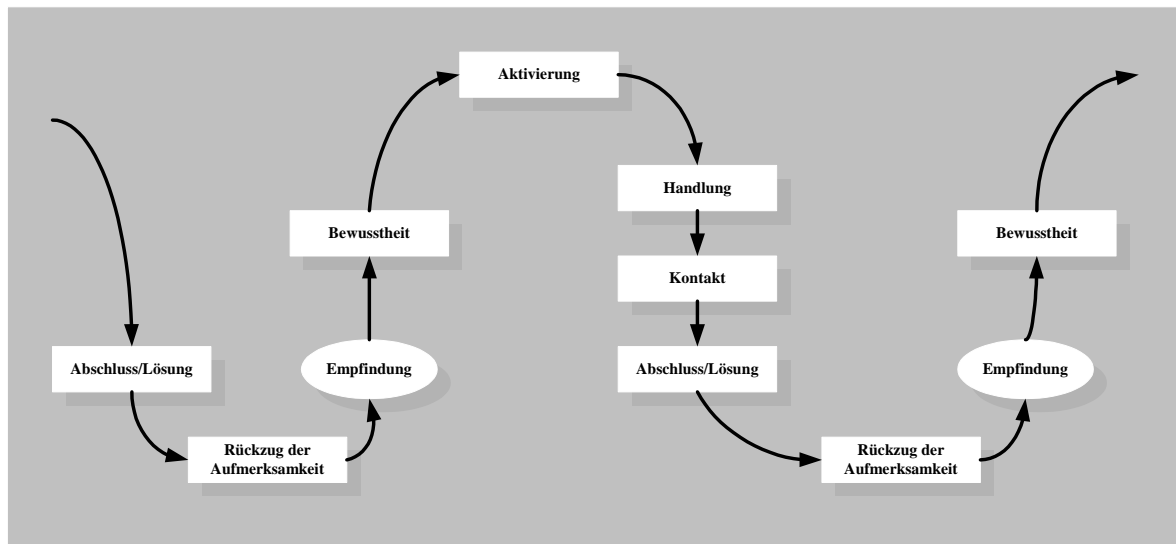 Aktivierung
Handlung
Bewusstheit
Bewusstheit
Kontakt
Abschluss/Lösung
Empfindung
Abschluss/Lösung
Empfindung
Rückzug der
Aufmerksamkeit
Rückzug der
Aufmerksamkeit